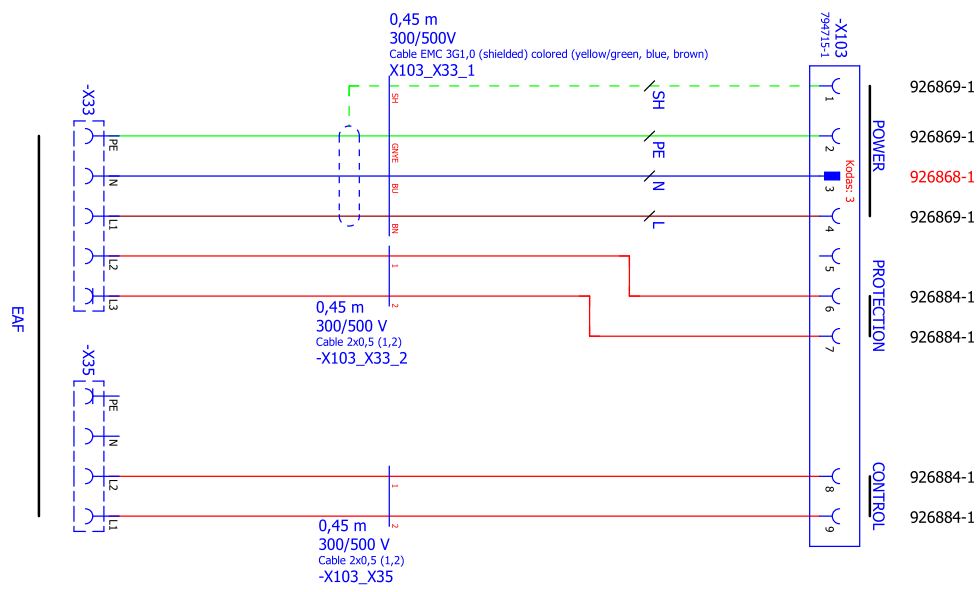 0,45 m
300/500V
Cable EMC 3G1,0 (shielded) colored (yellow/green, blue, brown)
X103_X33_1
-X103
794715-1
-X33
PE
N
L1
L2
L3
SH
GNYE
BU
BN
1
2
SH
PE
N
L
1
2
3
4
5
6
7
8
9
Kodas: 3
POWER
PROTECTION
CONTROL
926869-1
926869-1
926868-1
926869-1
926884-1
926884-1
926884-1
926884-1
0,45 m
300/500 V
Cable 2x0,5 (1,2)
-X103_X33_2
EAF
-X35
PE
N
L2
L1
1
2
0,45 m
300/500 V
Cable 2x0,5 (1,2)
-X103_X35